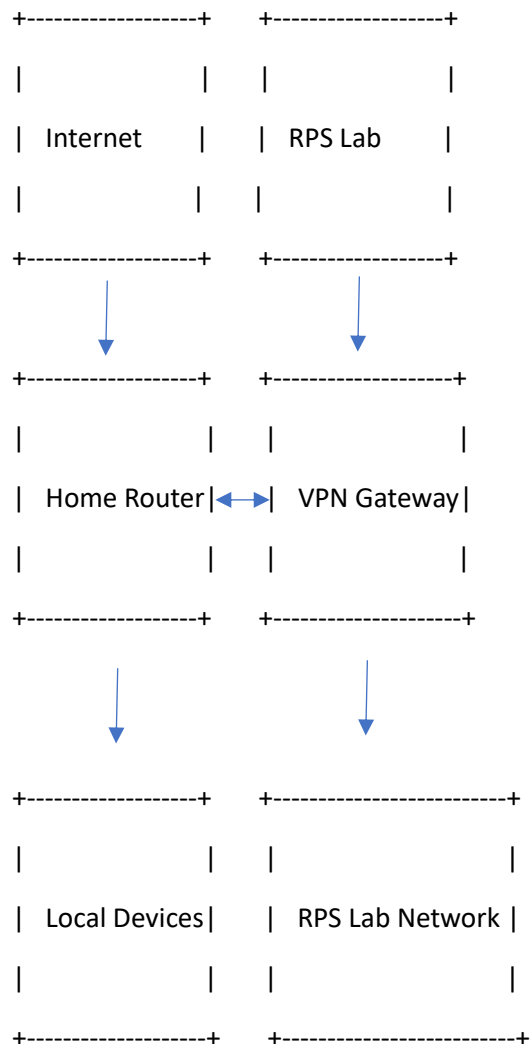 +-------------------+ +-------------------+
| | | |
| Internet | | RPS Lab |
| | | |
+-------------------+ +-------------------+
+-------------------+ +--------------------+
| | | |
| Home Router| | VPN Gateway|
| | | |
+-------------------+ +---------------------+
+-------------------+ +--------------------------+
| | | |
| Local Devices| | RPS Lab Network |
| | | |
+--------------------+ +---------------------------+